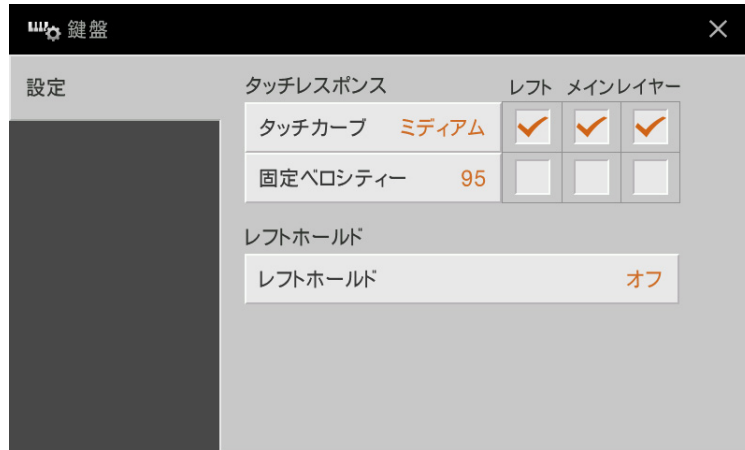 鍵盤
設定
タッチレスポンス レフト メイン レイヤー
タッチカーブ ミディアム
固定ベロシティー 95
レフトホールド
レフトホールド オフ